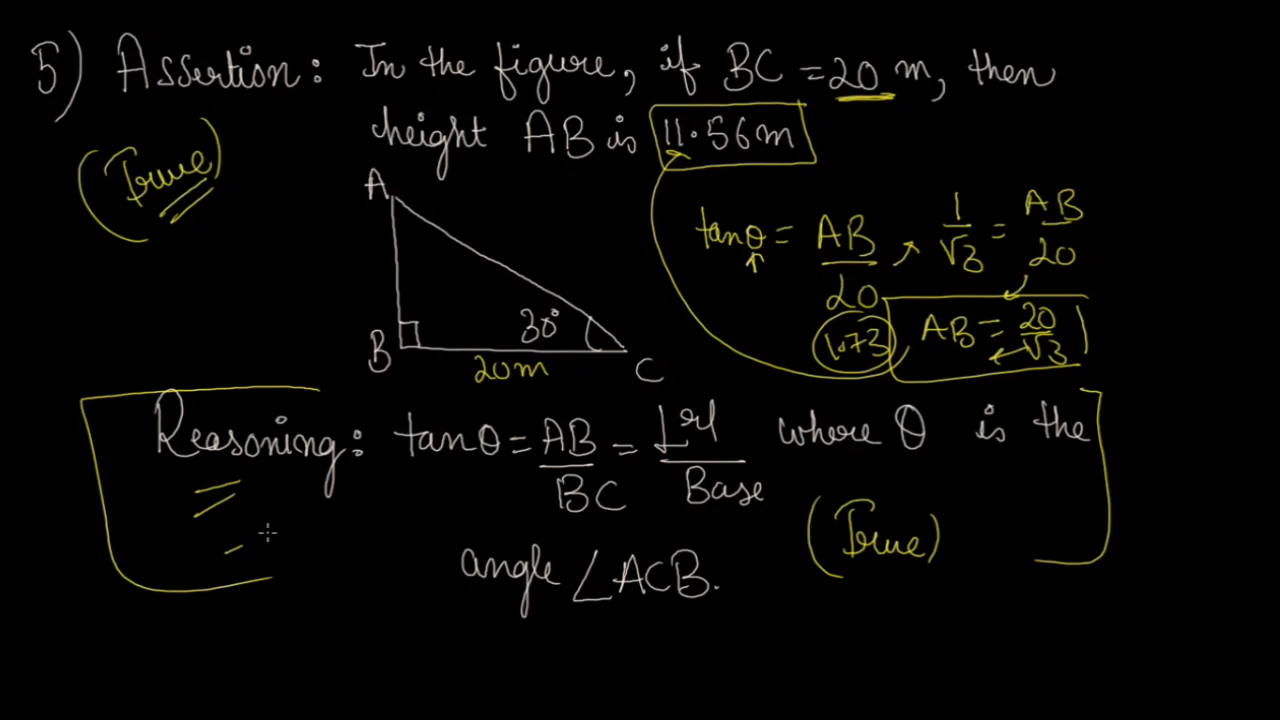 5) Assertion: In the figure, if BC = 20 m, then
height AB is 11.56m
(True)
A
B
C
30°
20m
tanθ = AB/20
1/√3 = AB/20
1.73
AB = 20/√3
Reasoning: tanθ = AB/BC = ⊥rl/Base where θ is the
angle ∠ACB.
(True)